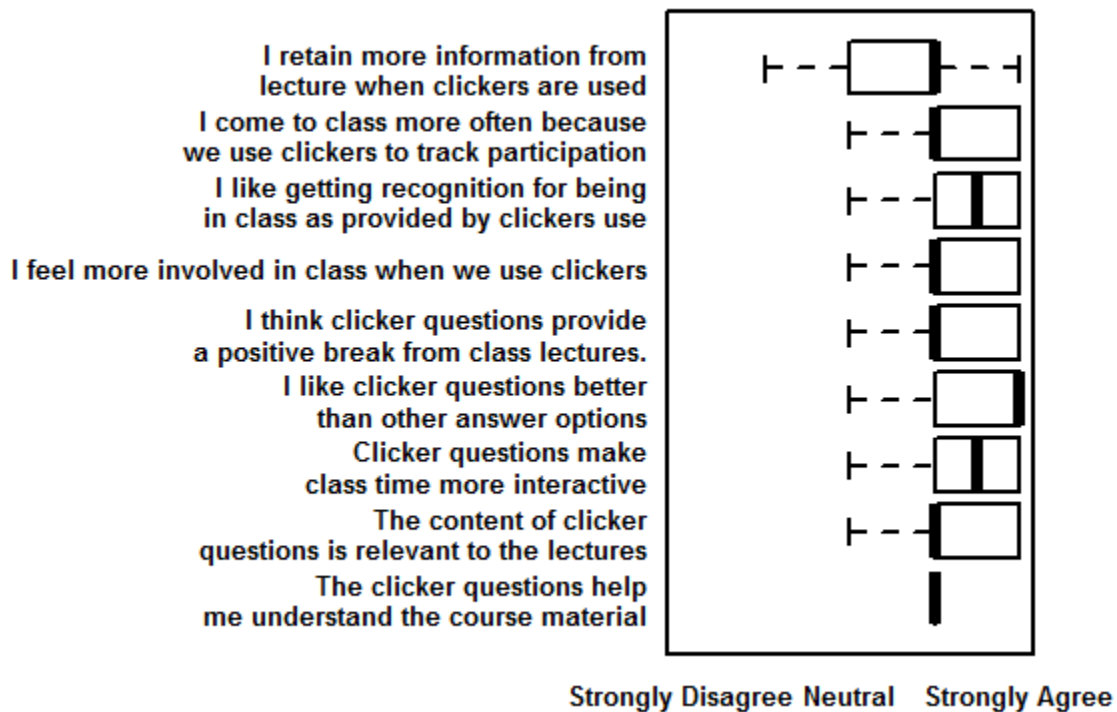 I retain more information from
lecture when clickers are used
I come to class more often because
we use clickers to track participation
I like getting recognition for being
in class as provided by clickers use
I feel more involved in class when we use clickers
I think clicker questions provide
a positive break from class lectures.
I like clicker questions better
than other answer options
Clicker questions make
class time more interactive
The content of clicker
questions is relevant to the lectures
The clicker questions help
me understand the course material
Strongly Disagree Neutral Strongly Agree